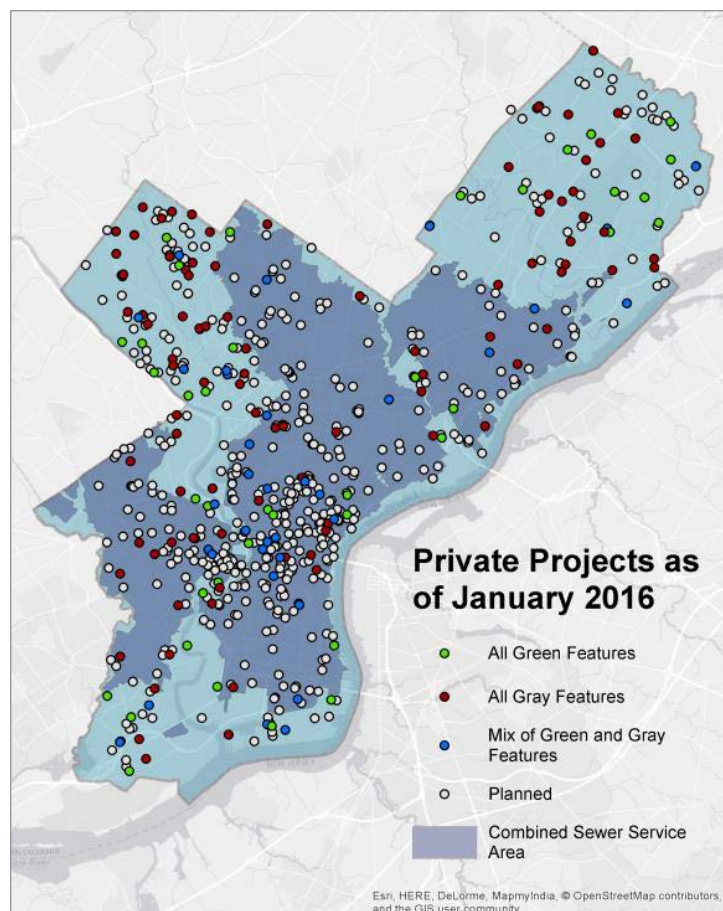 Private Projects as
of January 2016
All Green Features
All Gray Features
Mix of Green and Gray
Features
Planned
Combined Sewer Service
Area
Esri, HERE, DeLorme, MapmyIndia, © OpenStreetMap contributors,
and the GIS user community